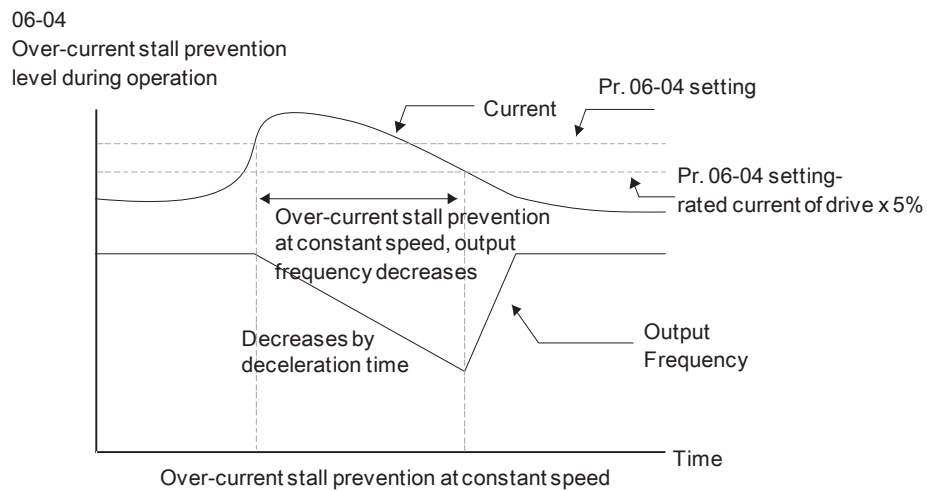 06-04
Over-current stall prevention
level during operation
Pr. 06-04 setting
Current
Pr. 06-04 setting-
rated current of drive x 5%
Over-current stall prevention
at constant speed, output
frequency decreases
Decreases by
deceleration time
Output
Frequency
Time
Over-current stall prevention at constant speed